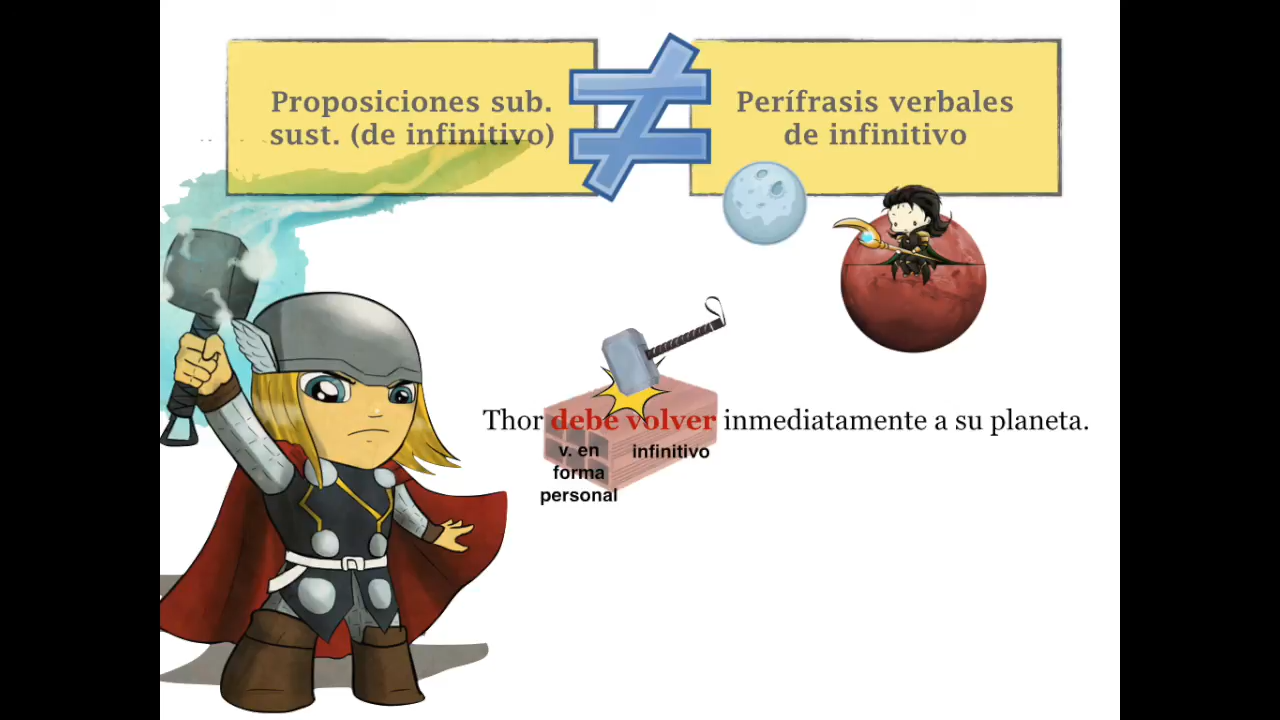 Proposiciones sub.
sust. (de infinitivo)
Perífrasis verbales
de infinitivo
Thor debe volver inmediatamente a su planeta.
v. en
forma
personal
infinitivo